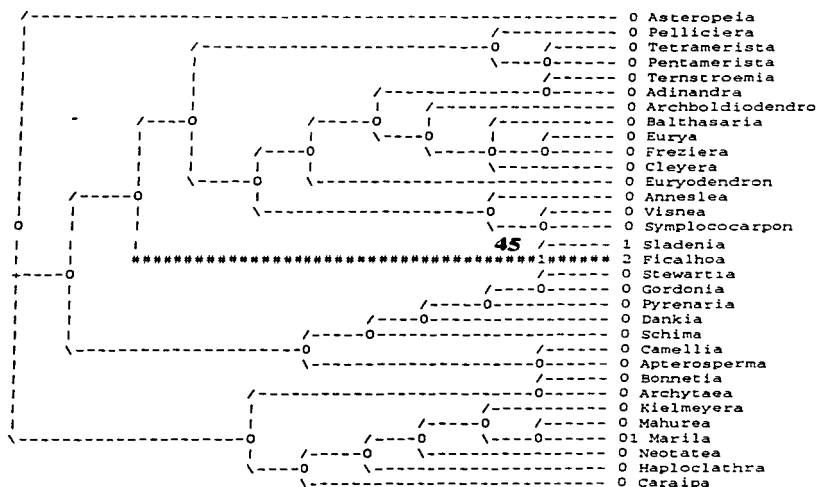 0 Asteropeia
0 Pelliciera
0 Tetramerista
0 Pentamerista
0 Ternstroemia
0 Adinandra
0 Archboldiodendro
0 Balthasaria
0 Eurya
0 Freziera
0 Cleyera
0 Euryodendron
0 Anneslea
0 Visnea
0 Symplococarpon
45 1 Sladenia
2 Ficalhoa
0 Stewartia
0 Gordonia
0 Pyrenaria
0 Dankia
0 Schima
0 Camellia
0 Apterosperma
0 Bonnetia
0 Archytaea
0 Kielmeyera
0 Mahurea
01 Marila
0 Neotatea
0 Haploclathra
0 Caraipa